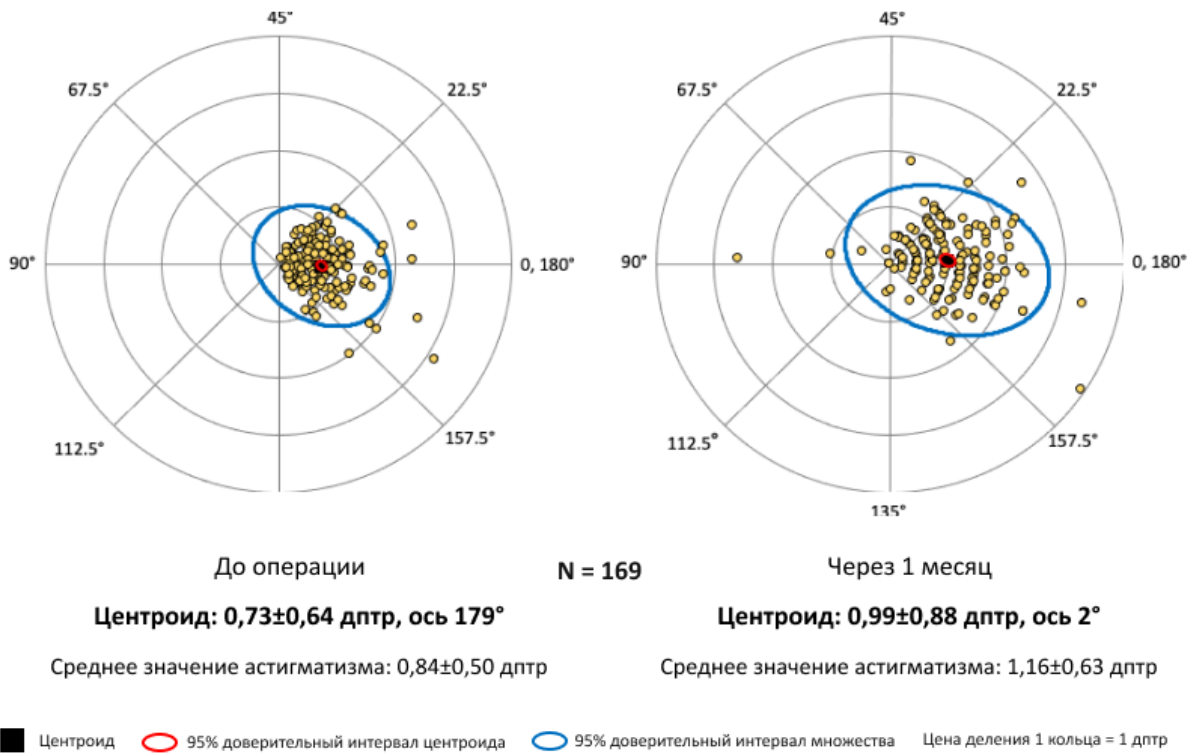 45° 45°
67.5° 22.5° 67.5° 22.5°
90° 0, 180° 90° 0, 180°
112.5° 157.5° 112.5° 157.5°
135°
До операции N = 169 Через 1 месяц
Центроид: 0,73±0,64 дптр, ось 179° Центроид: 0,99±0,88 дптр, ось 2°
Среднее значение астигматизма: 0,84±0,50 дптр Среднее значение астигматизма: 1,16±0,63 дптр
Центроид 95% доверительный интервал центроида 95% доверительный интервал множества Цена деления 1 кольца = 1 дптр